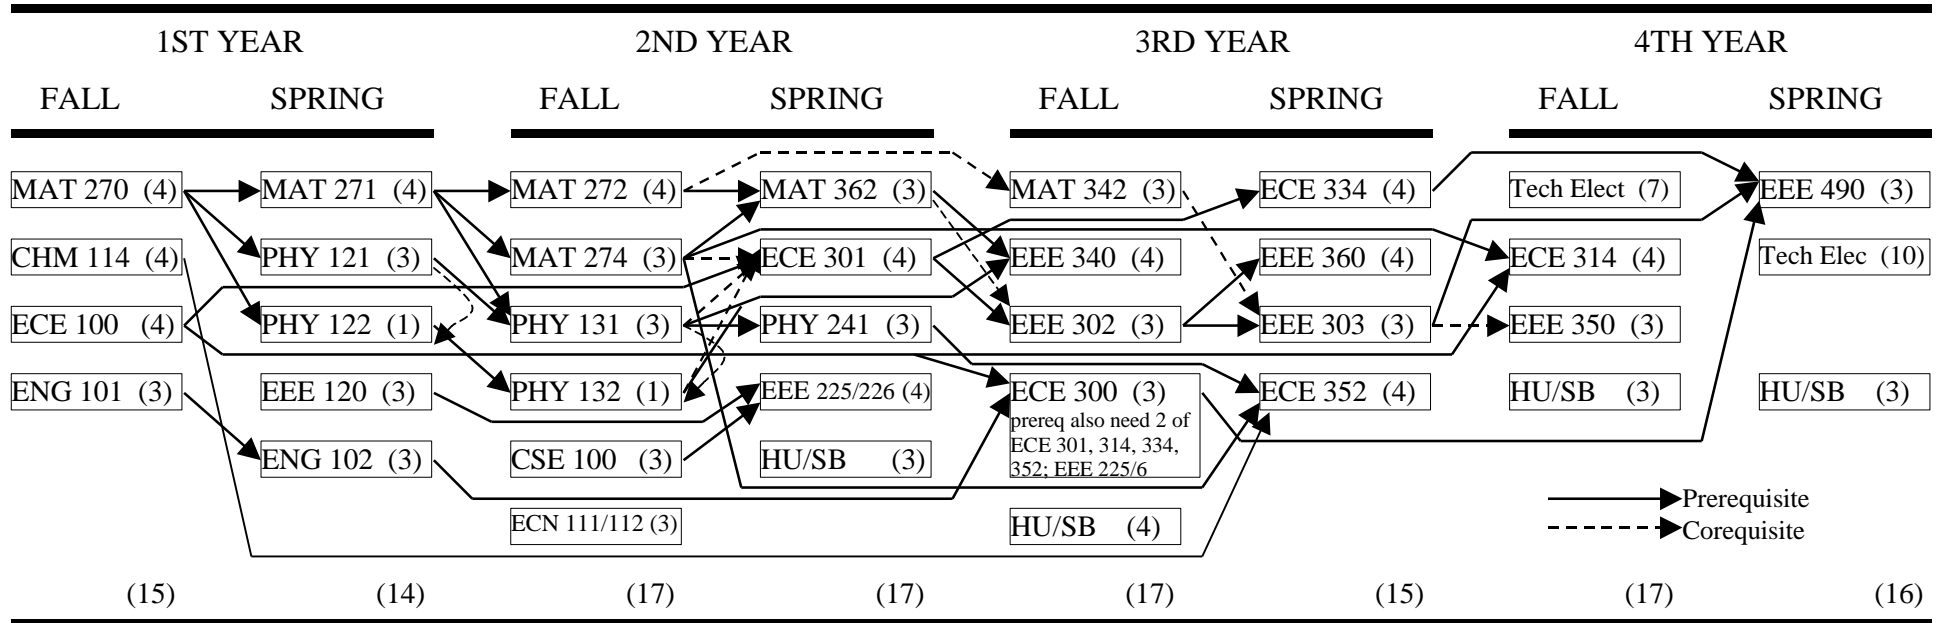 1ST YEAR 2ND YEAR 3RD YEAR 4TH YEAR
FALL SPRING FALL SPRING FALL SPRING FALL SPRING
MAT 270 (4) MAT 271 (4) MAT 272 (4) MAT 362 (3) MAT 342 (3) ECE 334 (4) Tech Elect (7) EEE 490 (3)
CHM 114 (4) PHY 121 (3) MAT 274 (3) ECE 301 (4) EEE 340 (4) EEE 360 (4) ECE 314 (4) Tech Elec (10)
ECE 100 (4) PHY 122 (1) PHY 131 (3) PHY 241 (3) EEE 302 (3) EEE 303 (3) EEE 350 (3)
ENG 101 (3) EEE 120 (3) PHY 132 (1) EEE 225/226 (4) ECE 300 (3) ECE 352 (4) HU/SB (3) HU/SB (3)
prereq also need 2 of
ECE 301, 314, 334,
352; EEE 225/6
ENG 102 (3) CSE 100 (3) HU/SB (3)
ECN 111/112 (3) HU/SB (4)
Prerequisite
Corequisite
(15) (14) (17) (17) (17) (15) (17) (16)